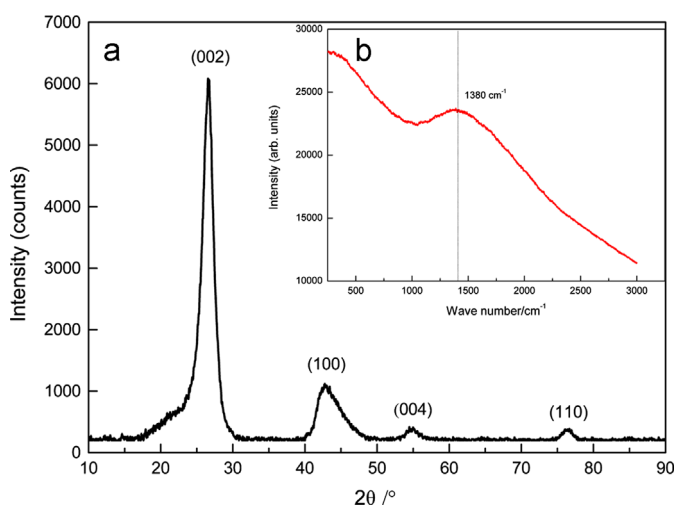 7000
6000
5000
4000
3000
2000
1000
0
Intensity (counts)
a
(002)
(100)
(004)
(110)
10 20 30 40 50 60 70 80 90
2θ /°
b
30000
25000
20000
15000
10000
Intensity (arb. units)
1380 cm⁻¹
500 1000 1500 2000 2500 3000
Wave number/cm⁻¹